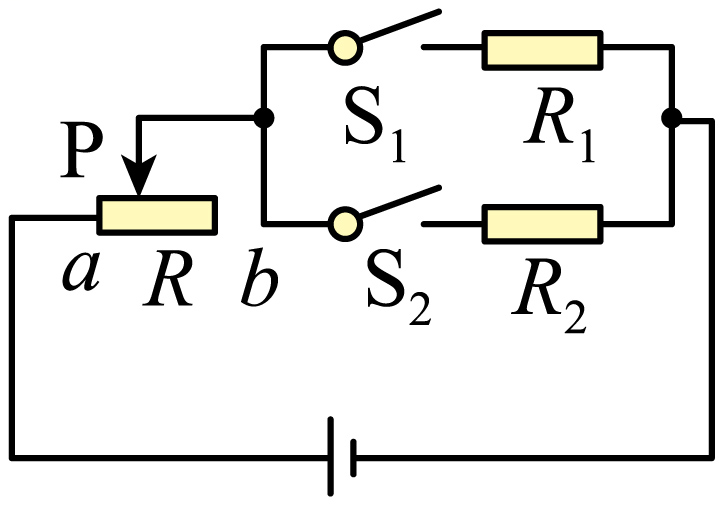 S₁ R₁
P
a R b S₂ R₂